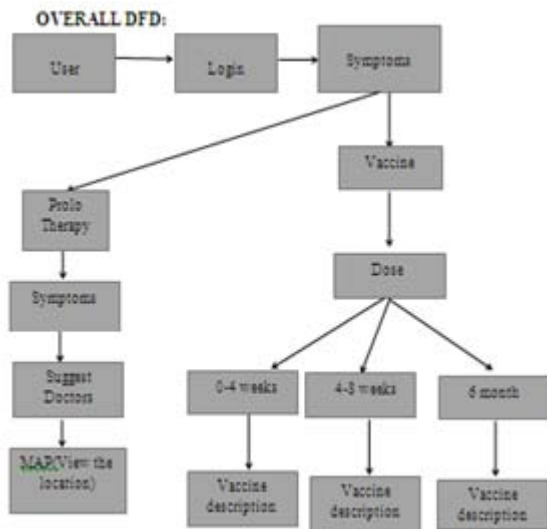 OVERALL DFD:
User
Login
Symptoms
Vaccine
Prolo
Therapy
Dose
Symptoms
Suggest
Doctors
0-4 weeks
4-8 weeks
6 month
MAP(View the
location)
Vaccine
description
Vaccine
description
Vaccine
description